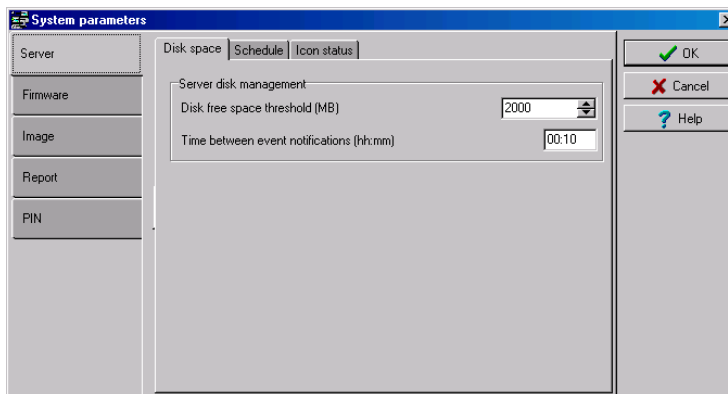 System parameters
Server
Firmware
Image
Report
PIN
Disk space Schedule Icon status
Server disk management
Disk free space threshold (MB) 2000
Time between event notifications (hh:mm) 00:10
OK
Cancel
Help